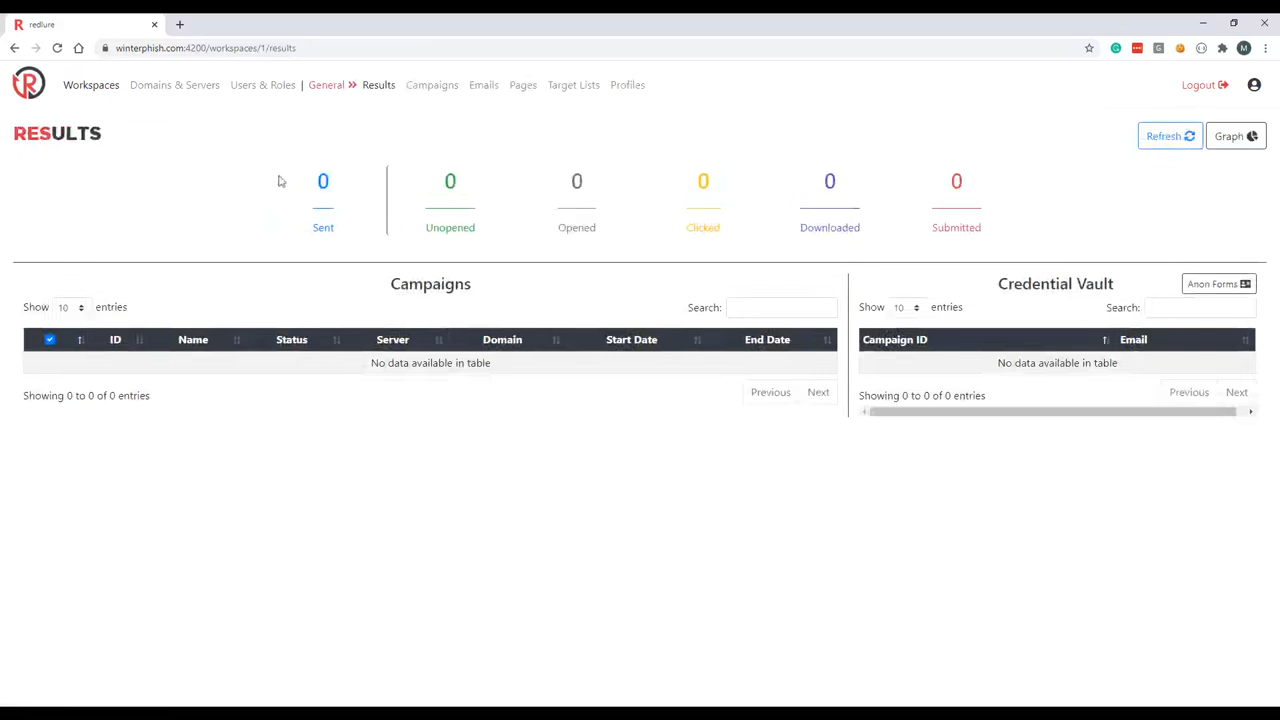 redlure
winterphish.com:4200/workspaces/1/results
M
R Workspaces Domains & Servers Users & Roles | General >> Results Campaigns Emails Pages Target Lists Profiles Logout
RESULTS
Refresh Graph
0 0 0 0 0 0
Sent Unopened Opened Clicked Downloaded Submitted
Campaigns
Show 10 entries Search:
ID Name Status Server Domain Start Date End Date
No data available in table
Showing 0 to 0 of 0 entries Previous Next
Credential Vault Anon Forms
Show 10 entries Search:
Campaign ID Email
No data available in table
Showing 0 to 0 of 0 entries Previous Next